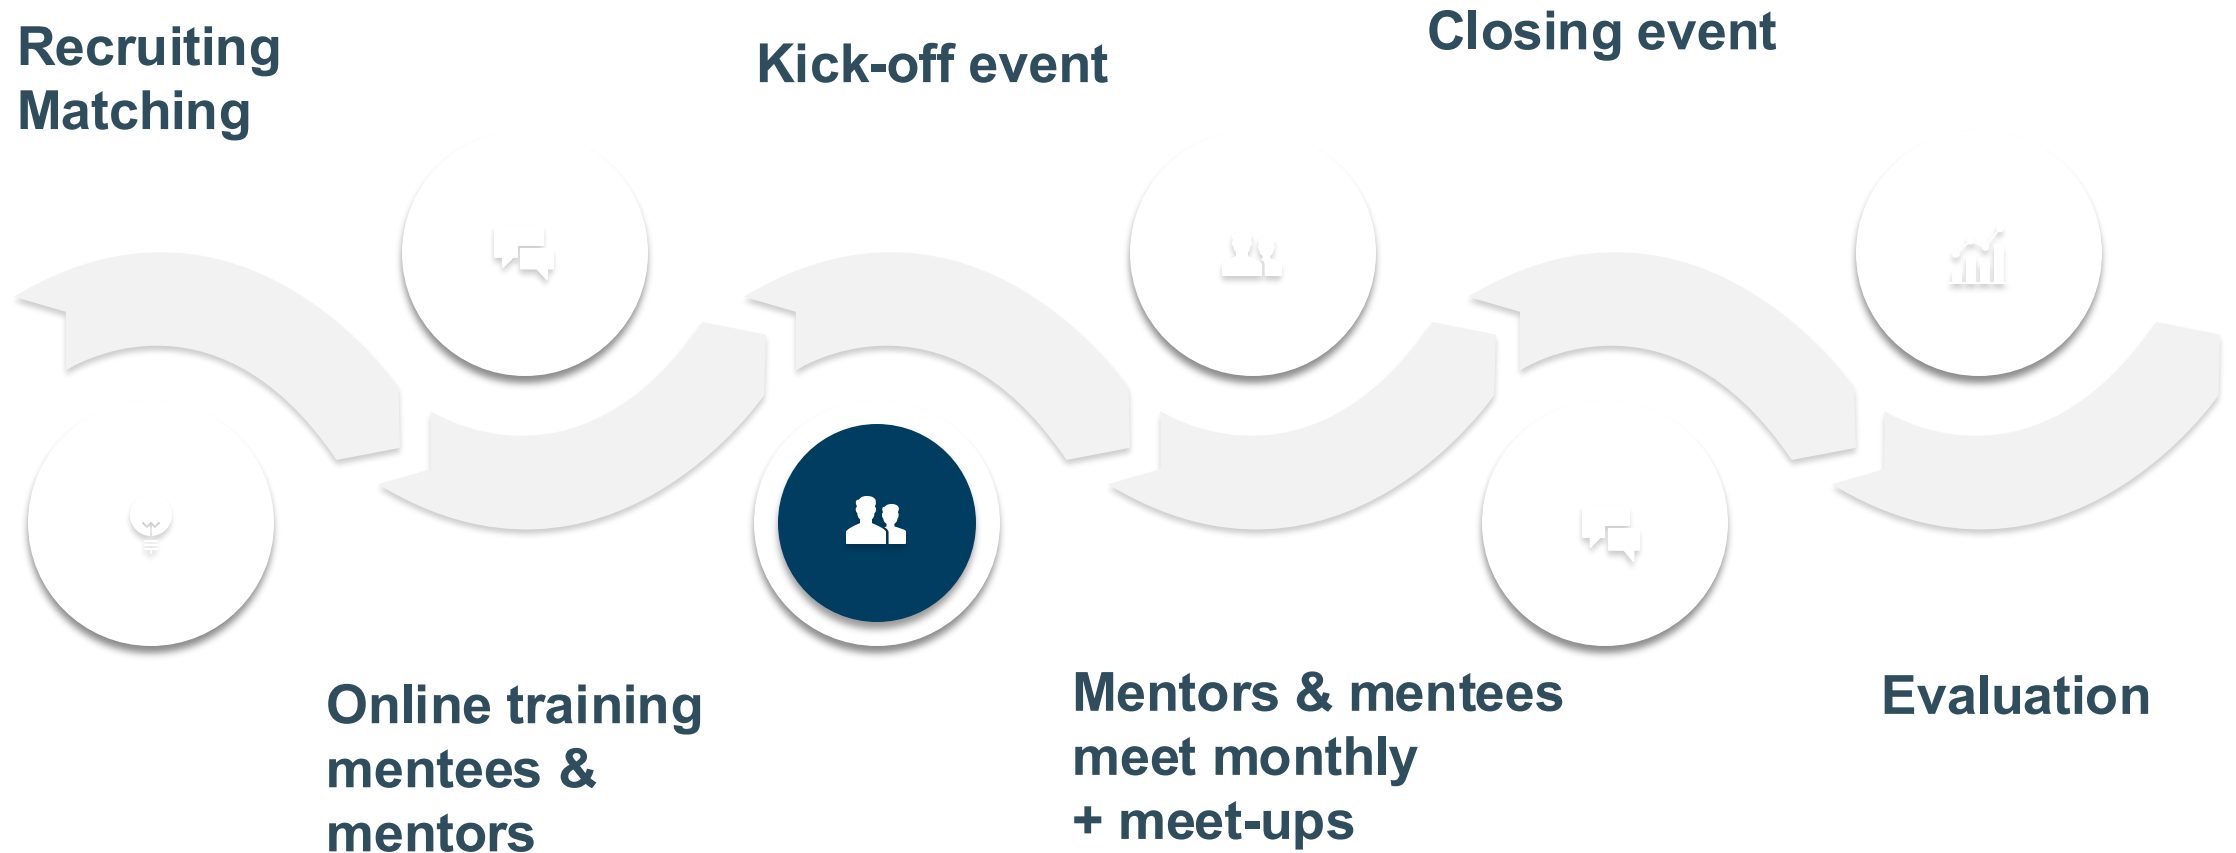 Recruiting
Matching
Online training
mentees &
mentors
Kick-off event
Mentors & mentees
meet monthly
+ meet-ups
Closing event
Evaluation